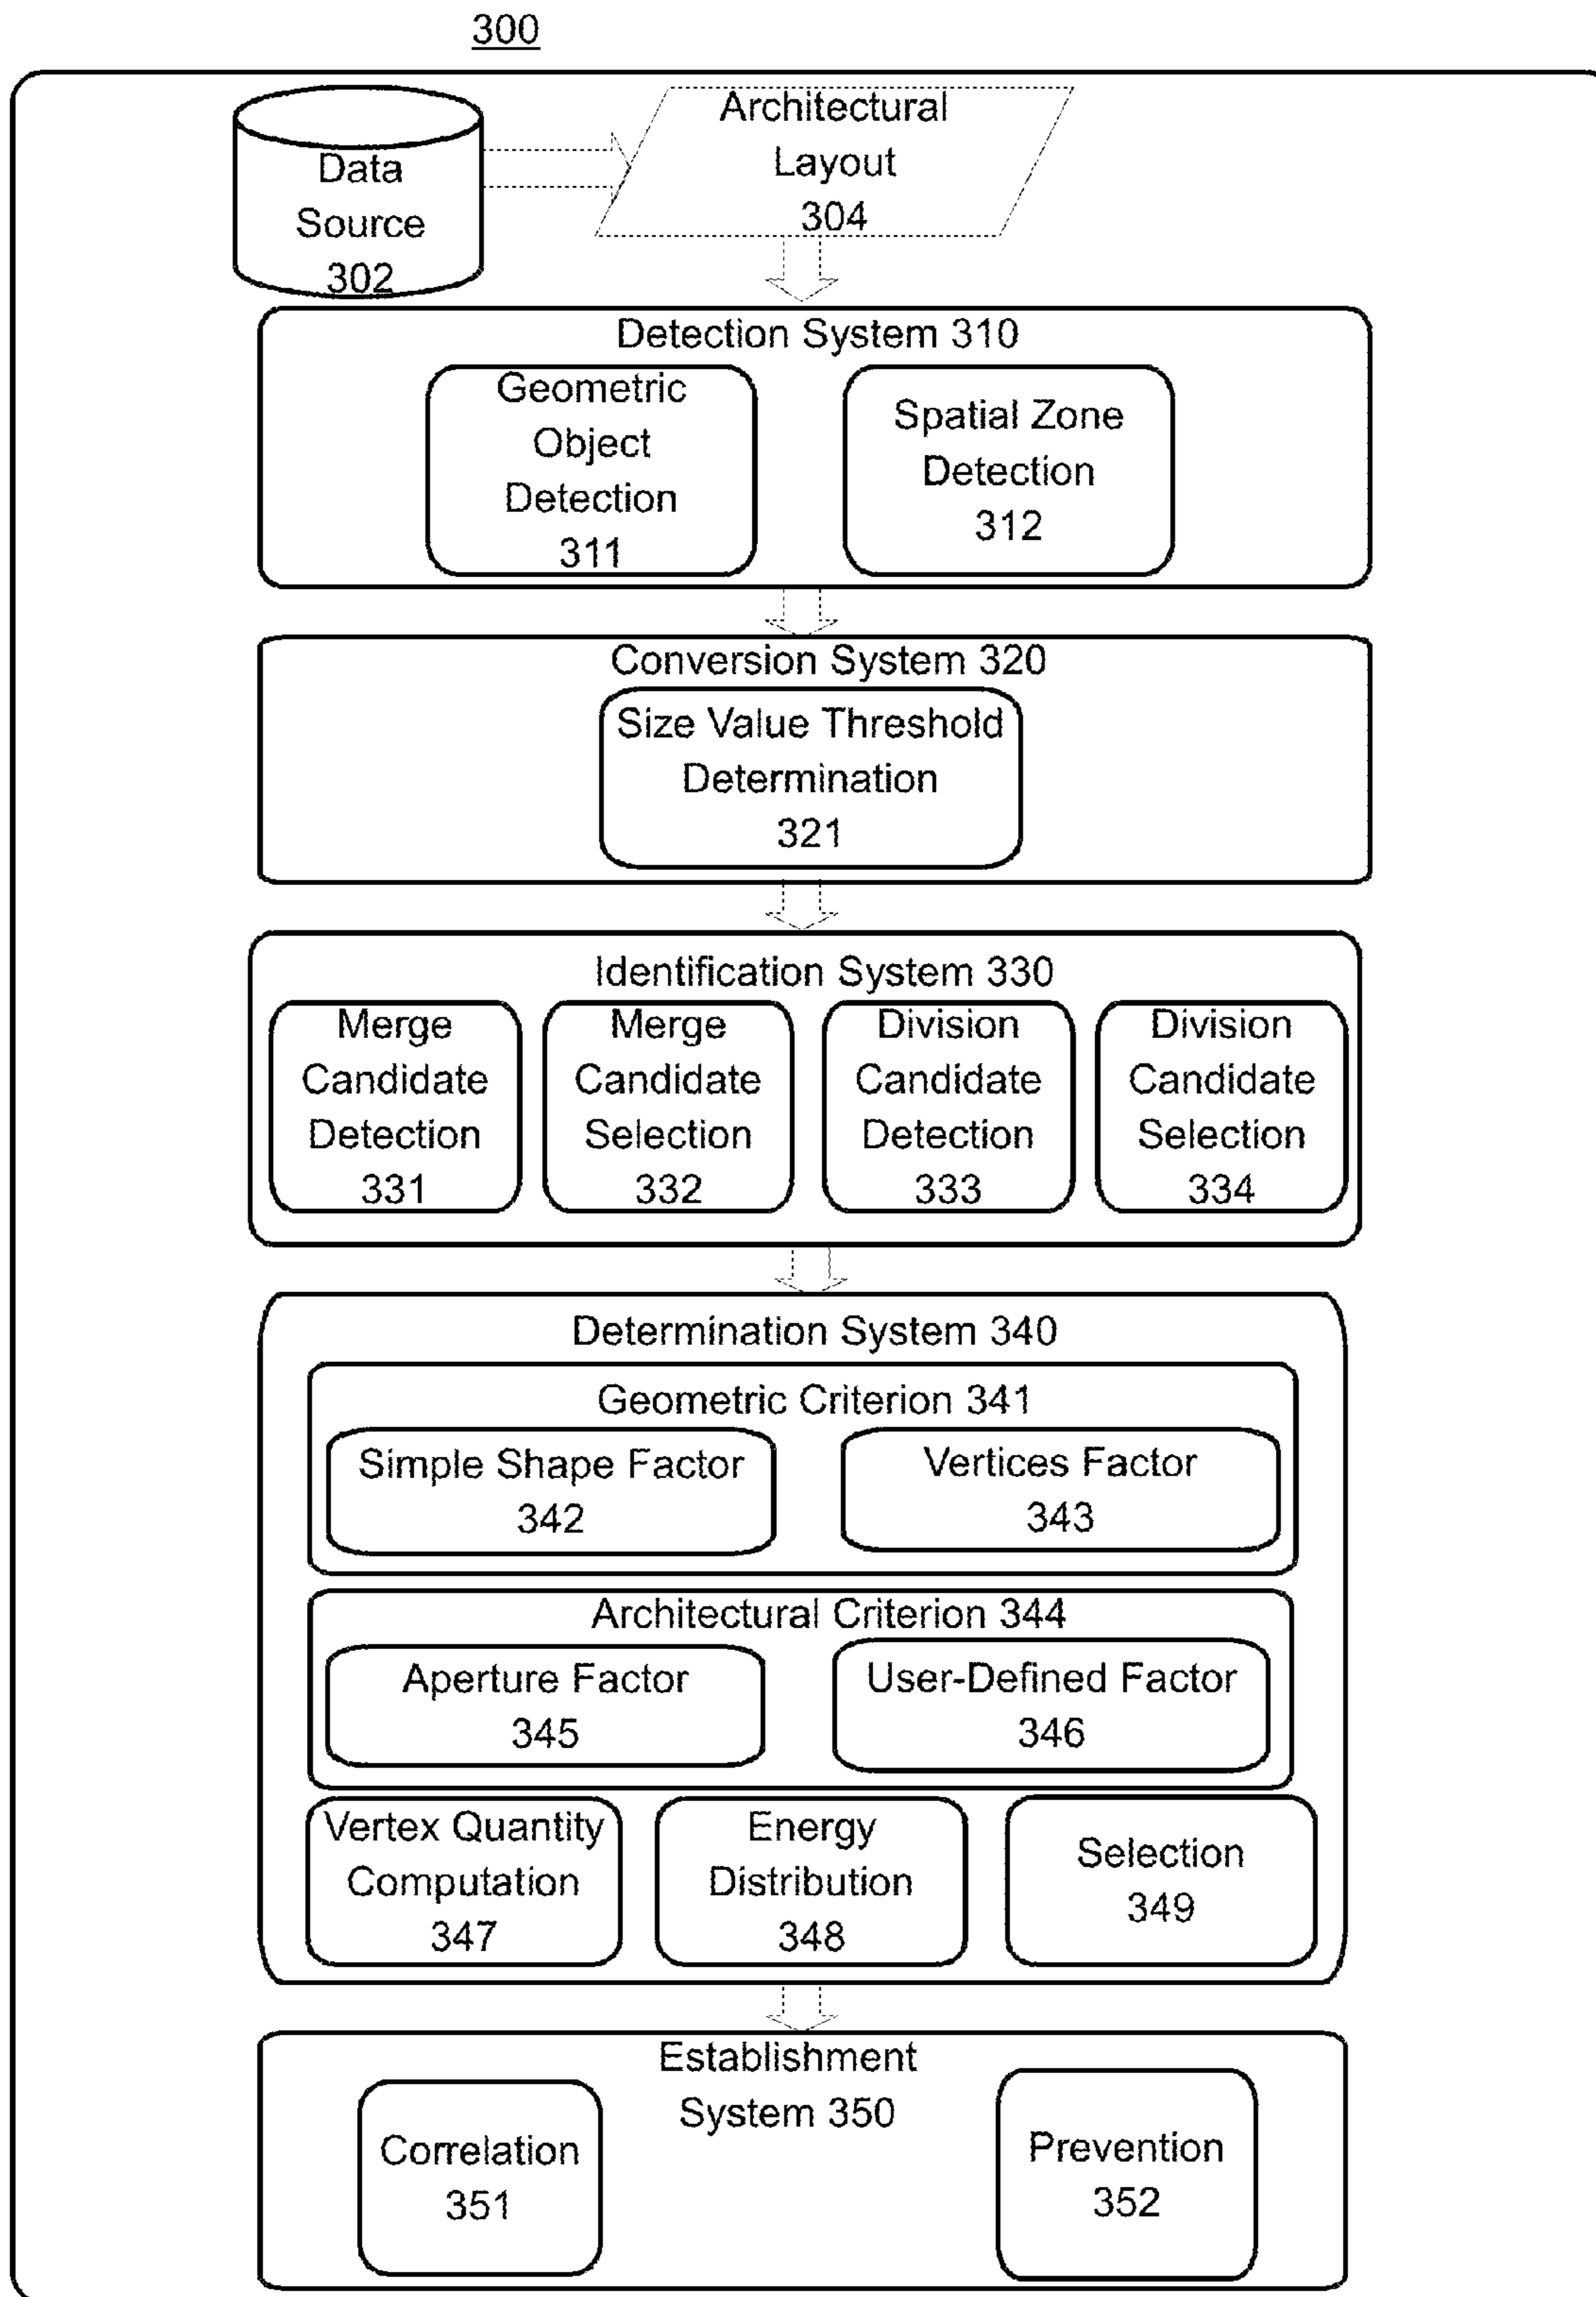 300
Data
Source
302
Architectural
Layout
304
Detection System 310
Geometric
Object
Detection
311
Spatial Zone
Detection
312
Conversion System 320
Size Value Threshold
Determination
321
Identification System 330
Merge
Candidate
Detection
331
Merge
Candidate
Selection
332
Division
Candidate
Detection
333
Division
Candidate
Selection
334
Determination System 340
Geometric Criterion 341
Simple Shape Factor
342
Vertices Factor
343
Architectural Criterion 344
Aperture Factor
345
User-Defined Factor
346
Vertex Quantity
Computation
347
Energy
Distribution
348
Selection
349
Establishment
System 350
Correlation
351
Prevention
352